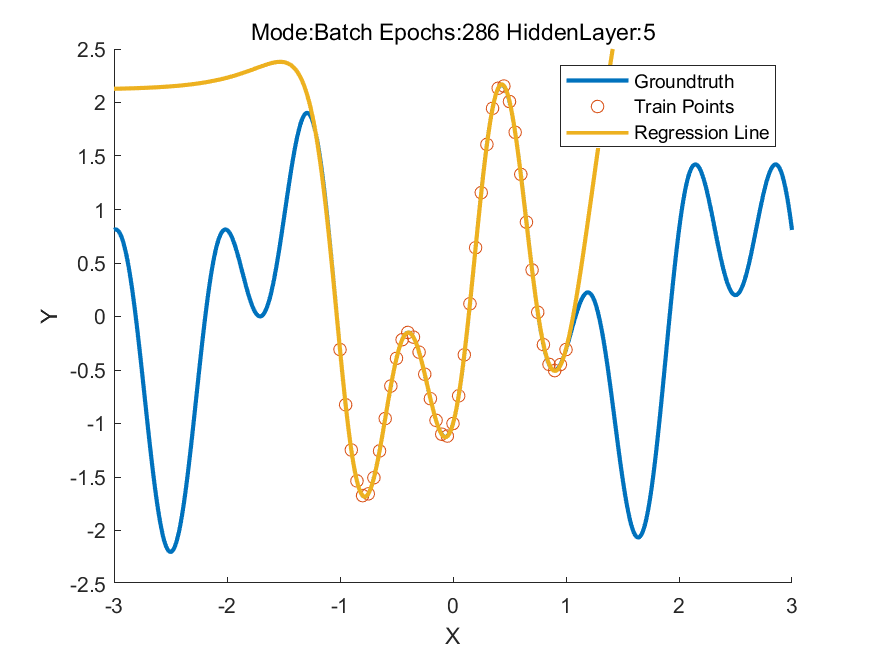 Mode:Batch Epochs:286 HiddenLayer:5
Groundtruth
Train Points
Regression Line
2.5
2
1.5
1
0.5
0
-0.5
-1
-1.5
-2
-2.5
Y
-3 -2 -1 0 1 2 3
X